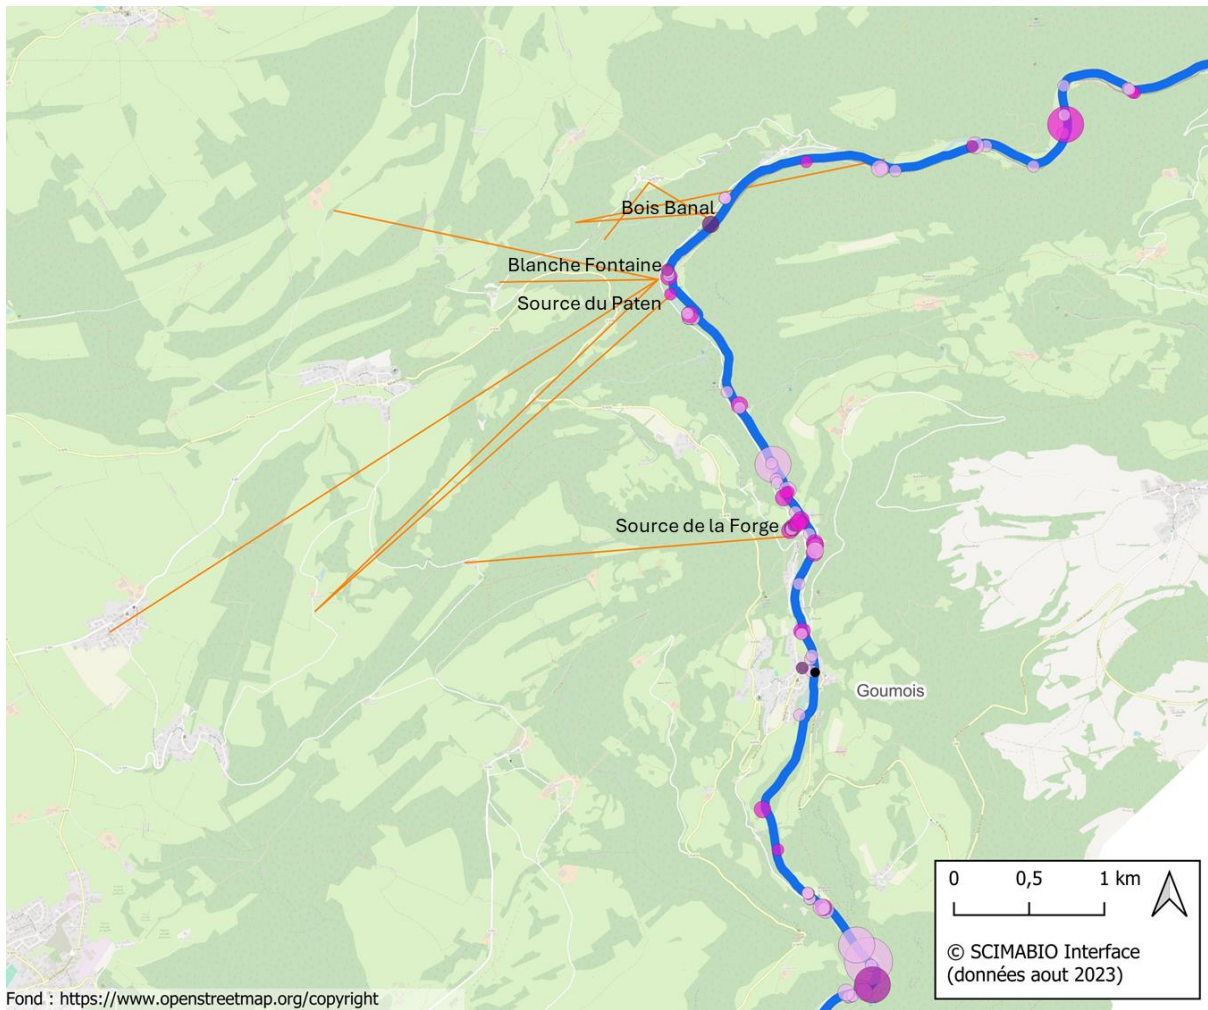 Bois Banal
Blanche Fontaine
Source du Paten
Source de la Forge
Goumois
0 0,5 1 km
© SCIMABIO Interface
(données aout 2023)
Fond : https://www.openstreetmap.org/copyright